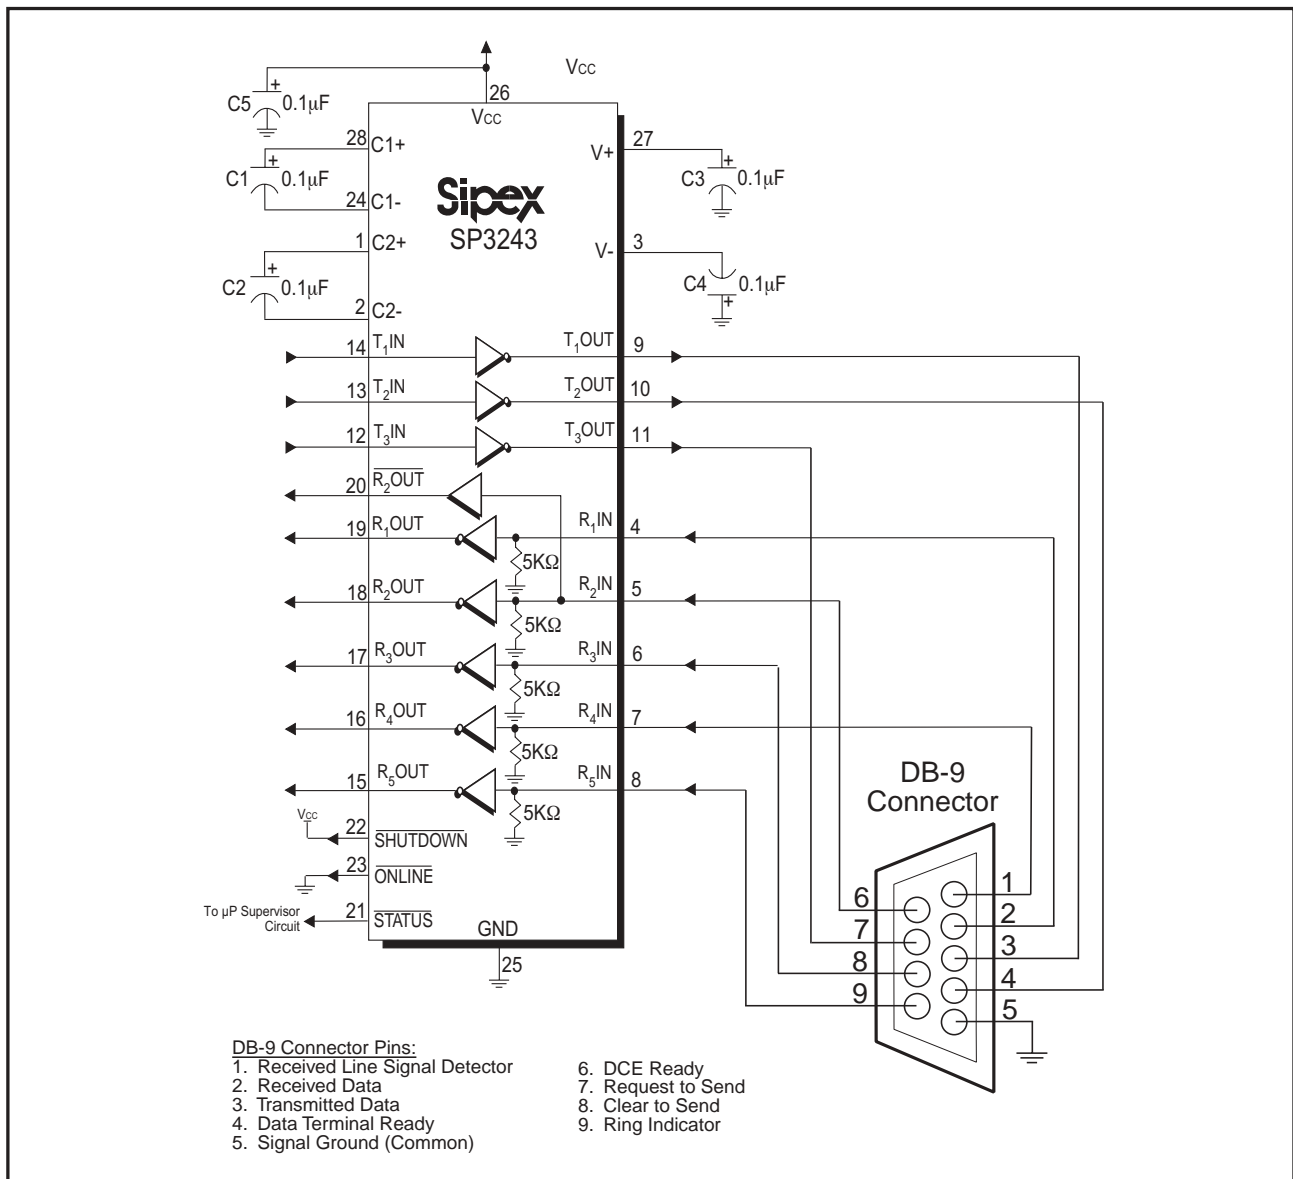 VCC
26
VCC
C5
+
0.1µF
28
C1+
C1
+
0.1µF
24
C1-
1
C2+
C2
+
0.1µF
2
C2-
Sipex
SP3243
V+
27
C3
+
0.1µF
V-
3
C4
0.1µF
+
14
T1IN
T1OUT
9
13
T2IN
T2OUT
10
12
T3IN
T3OUT
11
20
R2OUT
19
R1OUT
R1IN
4
5KΩ
18
R2OUT
R2IN
5
5KΩ
17
R3OUT
R3IN
6
5KΩ
16
R4OUT
R4IN
7
5KΩ
15
R5OUT
R5IN
8
5KΩ
VCC
22
SHUTDOWN
23
ONLINE
To µP Supervisor
Circuit
21
STATUS
GND
25
DB-9
Connector
6
7
8
9
1
2
3
4
5
DB-9 Connector Pins:
1. Received Line Signal Detector
2. Received Data
3. Transmitted Data
4. Data Terminal Ready
5. Signal Ground (Common)
6. DCE Ready
7. Request to Send
8. Clear to Send
9. Ring Indicator